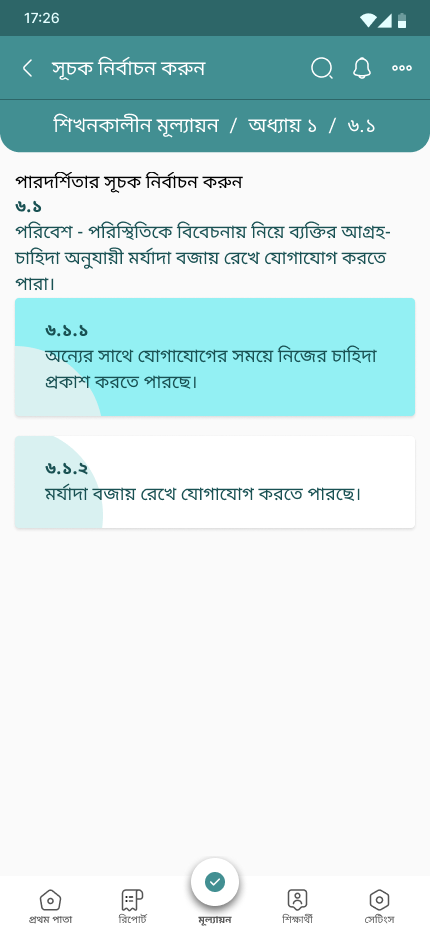 17:26
সূচক নির্বাচন করুন
শিখনকালীন মূল্যায়ন / অধ্যায় ১ / ৬.১
পারদর্শিতার সূচক নির্বাচন করুন
৬.১
পরিবেশ - পরিস্থিতিকে বিবেচনায় নিয়ে ব্যক্তির আগ্রহ-
চাহিদা অনুযায়ী মর্যাদা বজায় রেখে যোগাযোগ করতে
পারা।
৬.১.১
অন্যের সাথে যোগাযোগের সময়ে নিজের চাহিদা
প্রকাশ করতে পারছে।
৬.১.২
মর্যাদা বজায় রেখে যোগাযোগ করতে পারছে।
প্রথম পাতা
রিপোর্ট
মূল্যায়ন
শিক্ষার্থী
সেটিংস